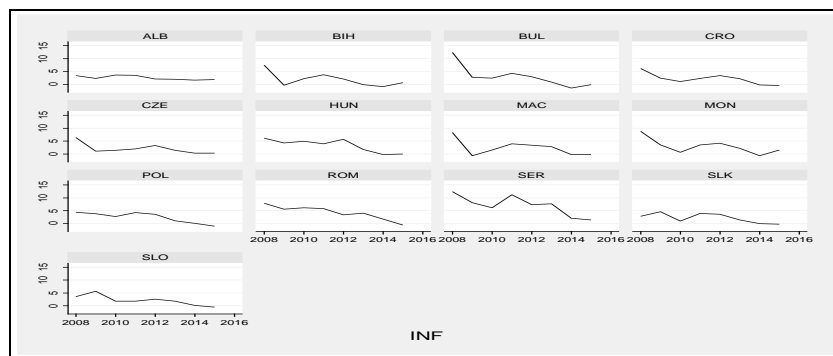 ALB BIH BUL CRO
0 5 10 15
CZE HUN MAC MON
0 5 10 15
POL ROM SER SLK
0 5 10 15
2008 2010 2012 2014 2016 2008 2010 2012 2014 2016 2008 2010 2012 2014 2016
SLO
0 5 10 15
2008 2010 2012 2014 2016
INF